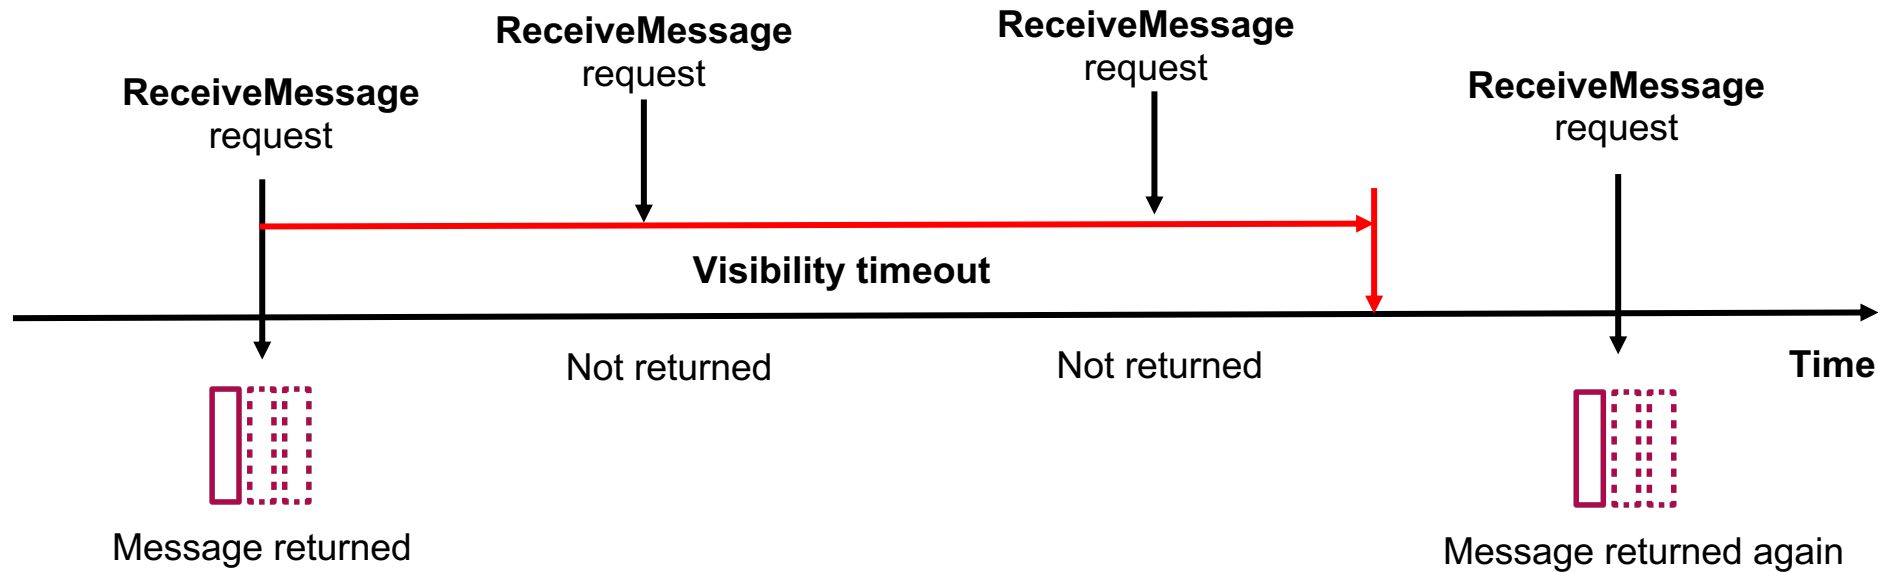 ReceiveMessage
request
ReceiveMessage
request
ReceiveMessage
request
ReceiveMessage
request
Visibility timeout
Not returned
Not returned
Time
Message returned
Message returned again